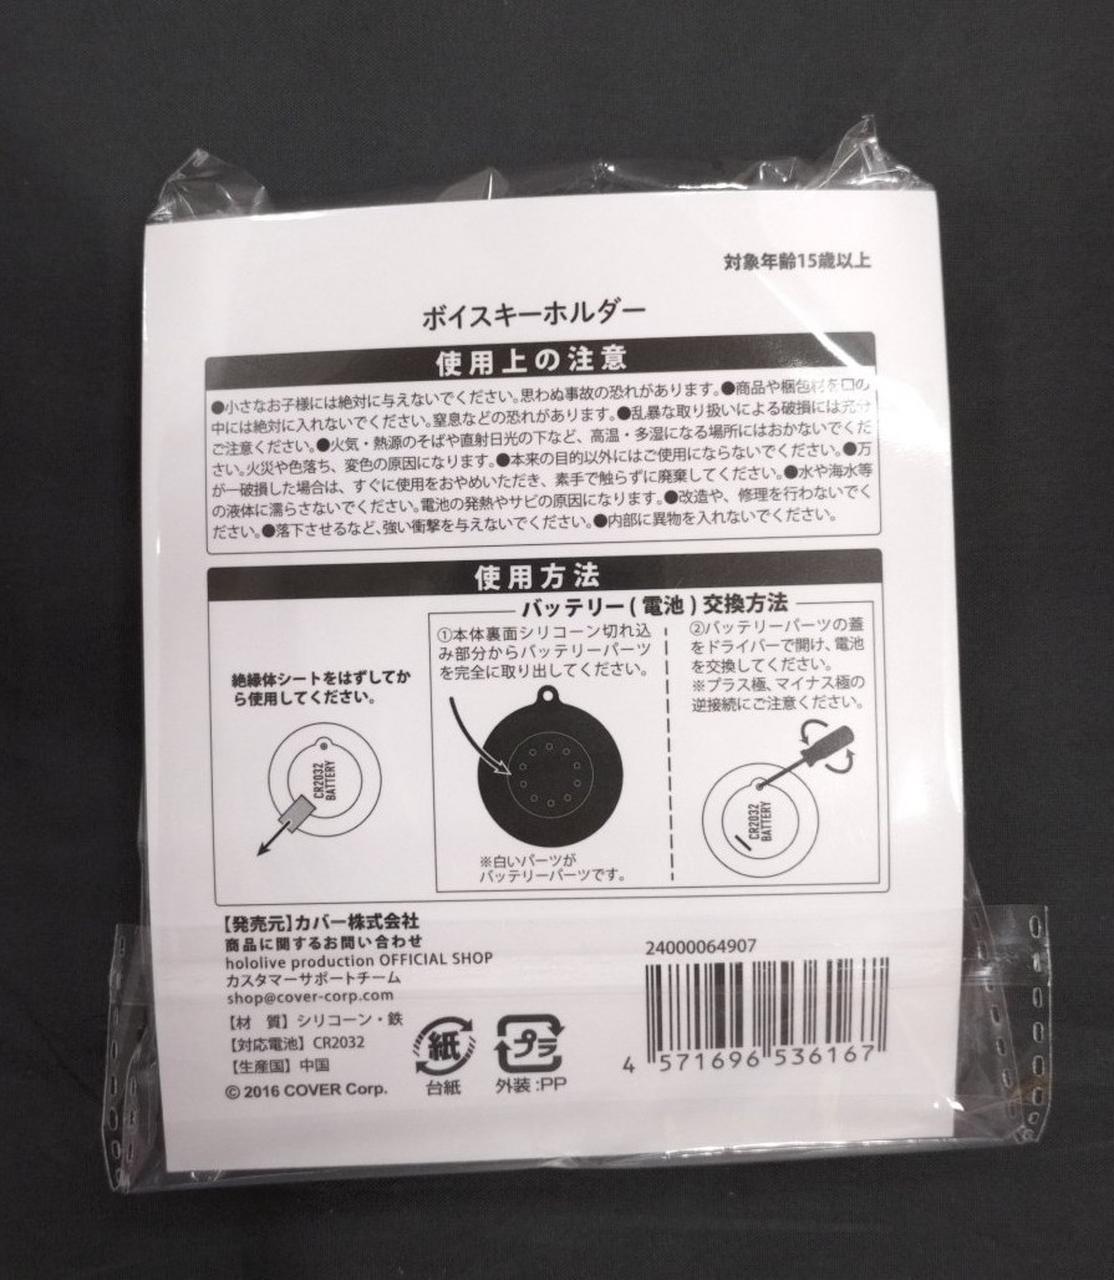 対象年齢15歳以上
ボイスキーホルダー
使用上の注意
●小さなお子様には絶対に与えないでください。思わぬ事故の恐れがあります。●商品や梱包材を口の
中には絶対に入れないでください。窒息などの恐れがあります。●乱暴な取り扱いによる破損には充分
ご注意ください。●火気・熱源のそばや直射日光の下など、高温・多湿になる場所にはおかないでくだ
さい。火災や色落ち、変色の原因になります。●本来の目的以外にはご使用にならないでください。●万
が一破損した場合は、すぐに使用をおやめいただき、素手で触らずに廃棄してください。●水や海水等
の液体に濡らさないでください。電池の発熱やサビの原因になります。●改造や、修理を行わないでく
ださい。●落下させるなど、強い衝撃を与えないでください。●内部に異物を入れないでください。
使用方法
絶縁体シートをはずしてか
ら使用してください。
CR2032
BATTERY
バッテリー(電池)交換方法
①本体裏面シリコーン切れ込
み部分からバッテリーパーツ
を完全に取り出してください。
※白いパーツが
バッテリーパーツです。
②バッテリーパーツの蓋
をドライバーで開け、電池
を交換してください。
※プラス極、マイナス極の
逆接続にご注意ください。
CR2032
BATTERY
【発売元】カバー株式会社
商品に関するお問い合わせ
hololive production OFFICIAL SHOP
カスタマーサポートチーム
shop@cover-corp.com
【材　質】シリコーン・鉄
【対応電池】CR2032
【生産国】中国
© 2016 COVER Corp.
紙
台紙
プラ
外装:PP
24000064907
4 571696 536167